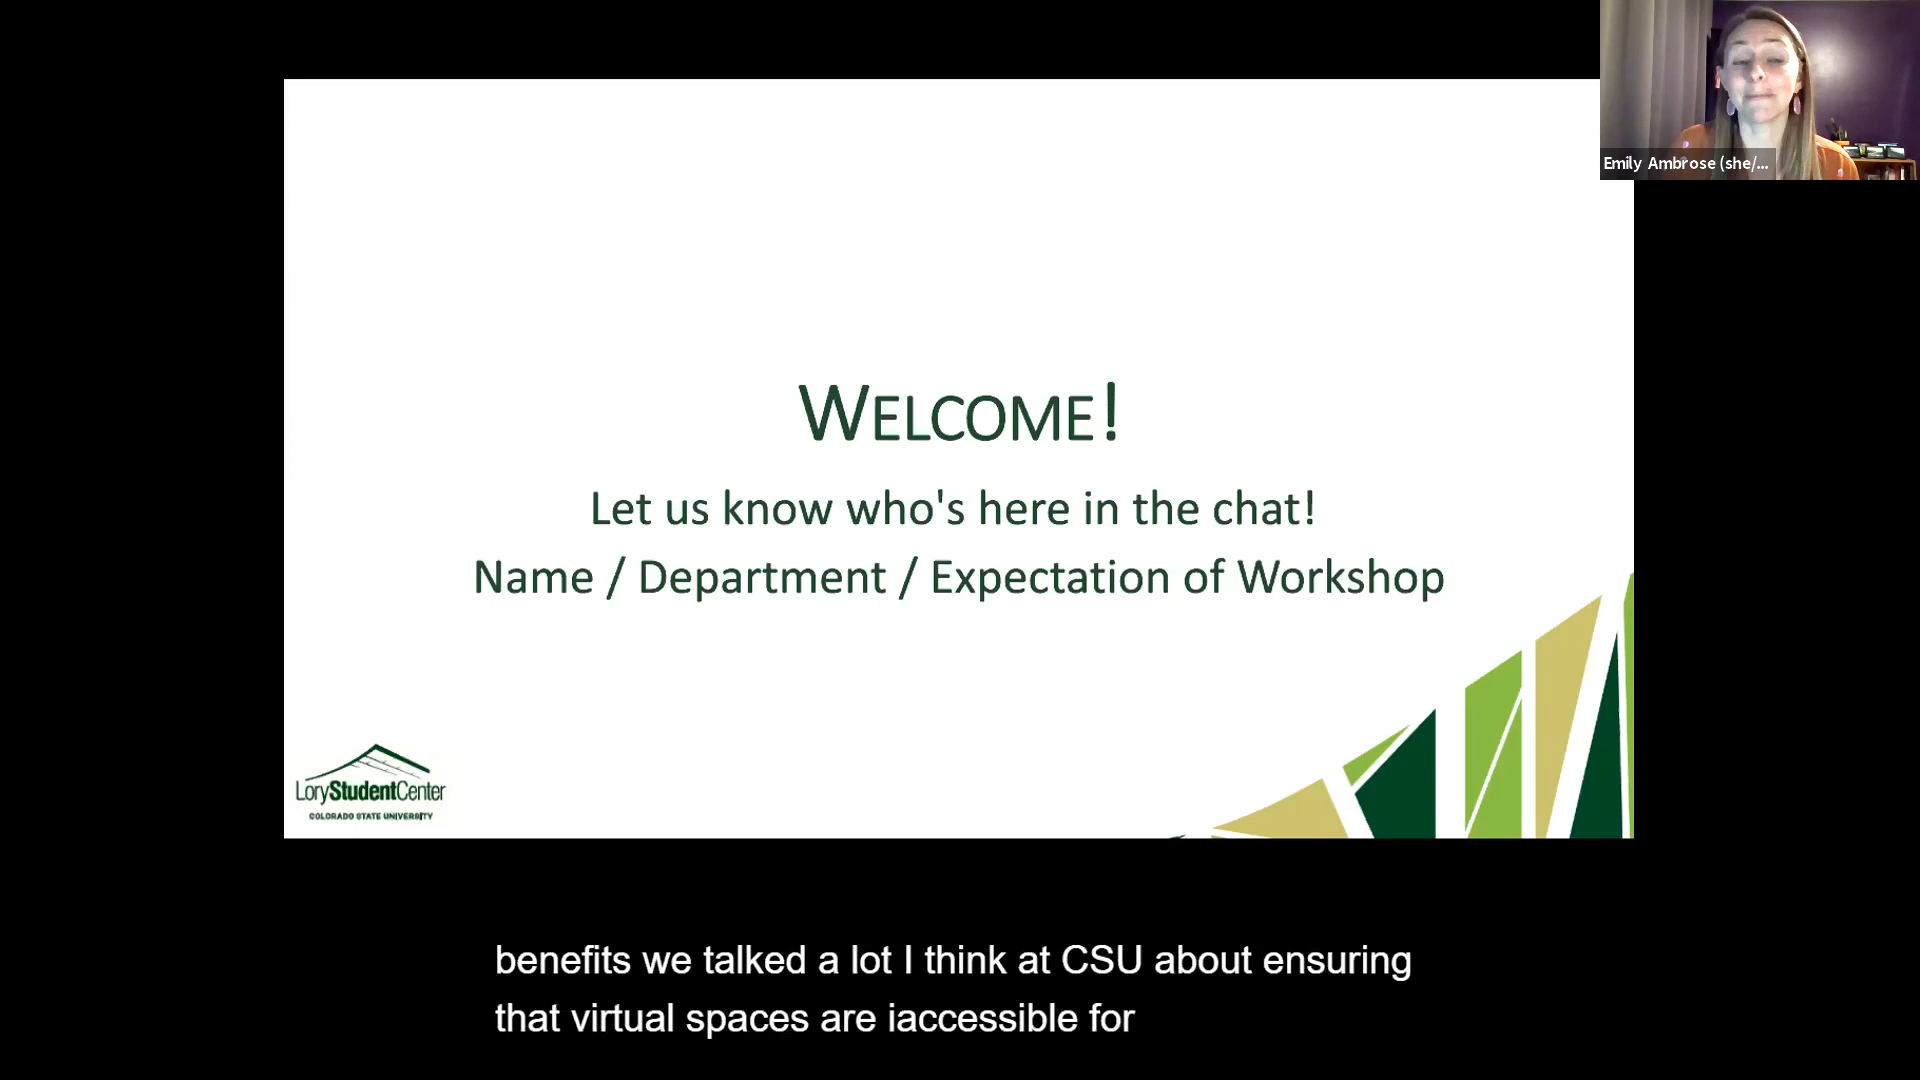 Emily Ambrose (she/...
WELCOME!
Let us know who's here in the chat!
Name / Department / Expectation of Workshop
LoryStudentCenter
COLORADO STATE UNIVERSITY
benefits we talked a lot I think at CSU about ensuring
that virtual spaces are iaccessible for